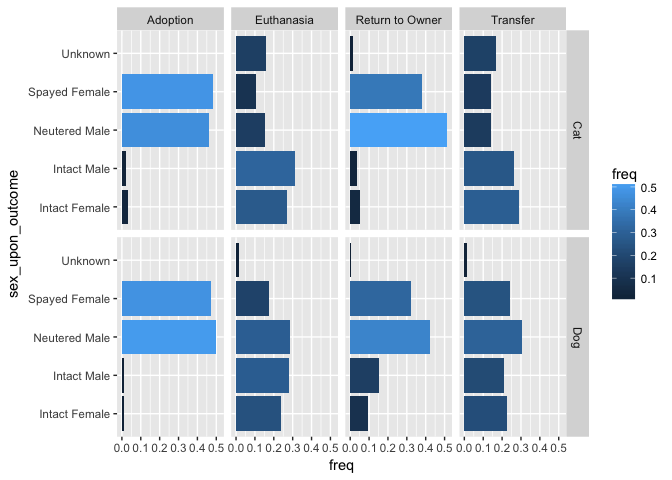 Adoption Euthanasia Return to Owner Transfer
Unknown
Spayed Female
Neutered Male
Intact Male
Intact Female
Cat
Unknown
Spayed Female
Neutered Male
Intact Male
Intact Female
Dog
sex_upon_outcome
0.0 0.1 0.2 0.3 0.4 0.5 0.0 0.1 0.2 0.3 0.4 0.5 0.0 0.1 0.2 0.3 0.4 0.5 0.0 0.1 0.2 0.3 0.4 0.5
freq
freq
0.5
0.4
0.3
0.2
0.1